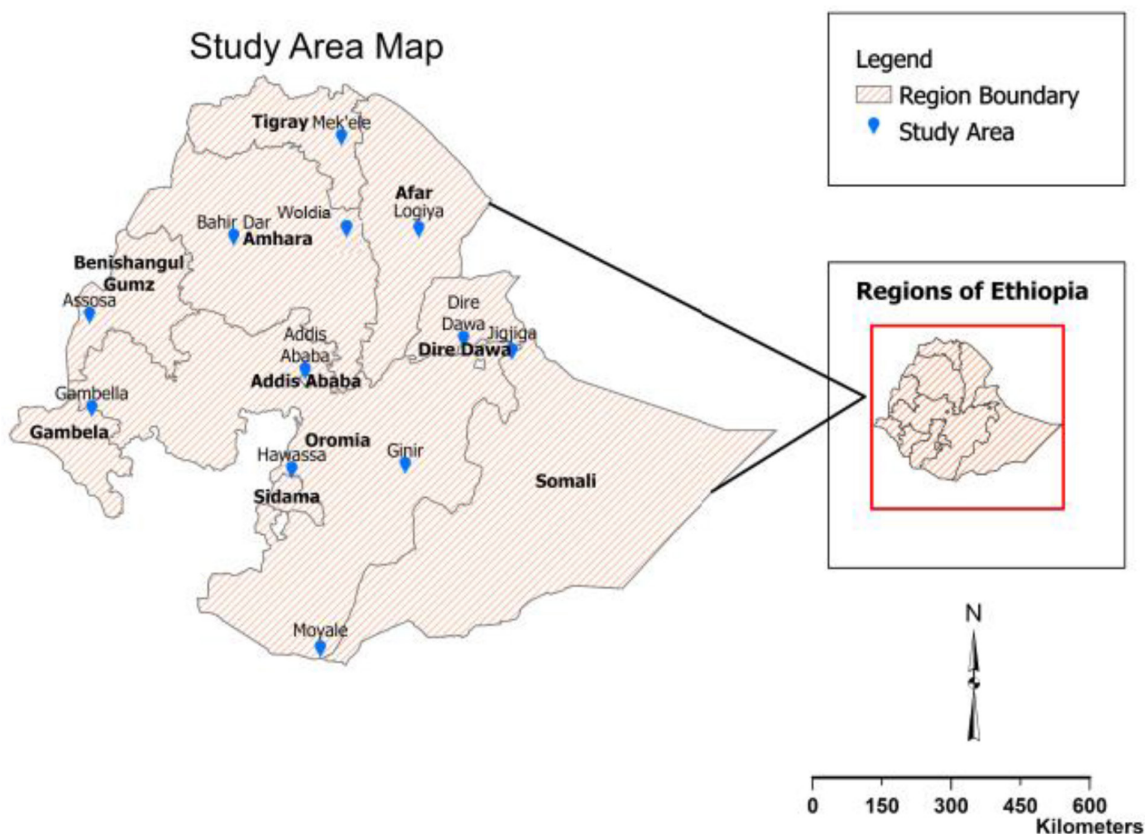 Study Area Map
Legend
Region Boundary
Study Area
Tigray Mek'ele
Afar
Logiya
Woldia
Bahir Dar
Amhara
Benishangul
Gumz
Assosa
Dire
Dawa
Jigjiga
Dire Dawa
Addis
Ababa
Addis Ababa
Gambella
Gambela
Oromia
Hawassa
Ginir
Sidama
Somali
Moyale
Regions of Ethiopia
N
0 150 300 450 600
Kilometers